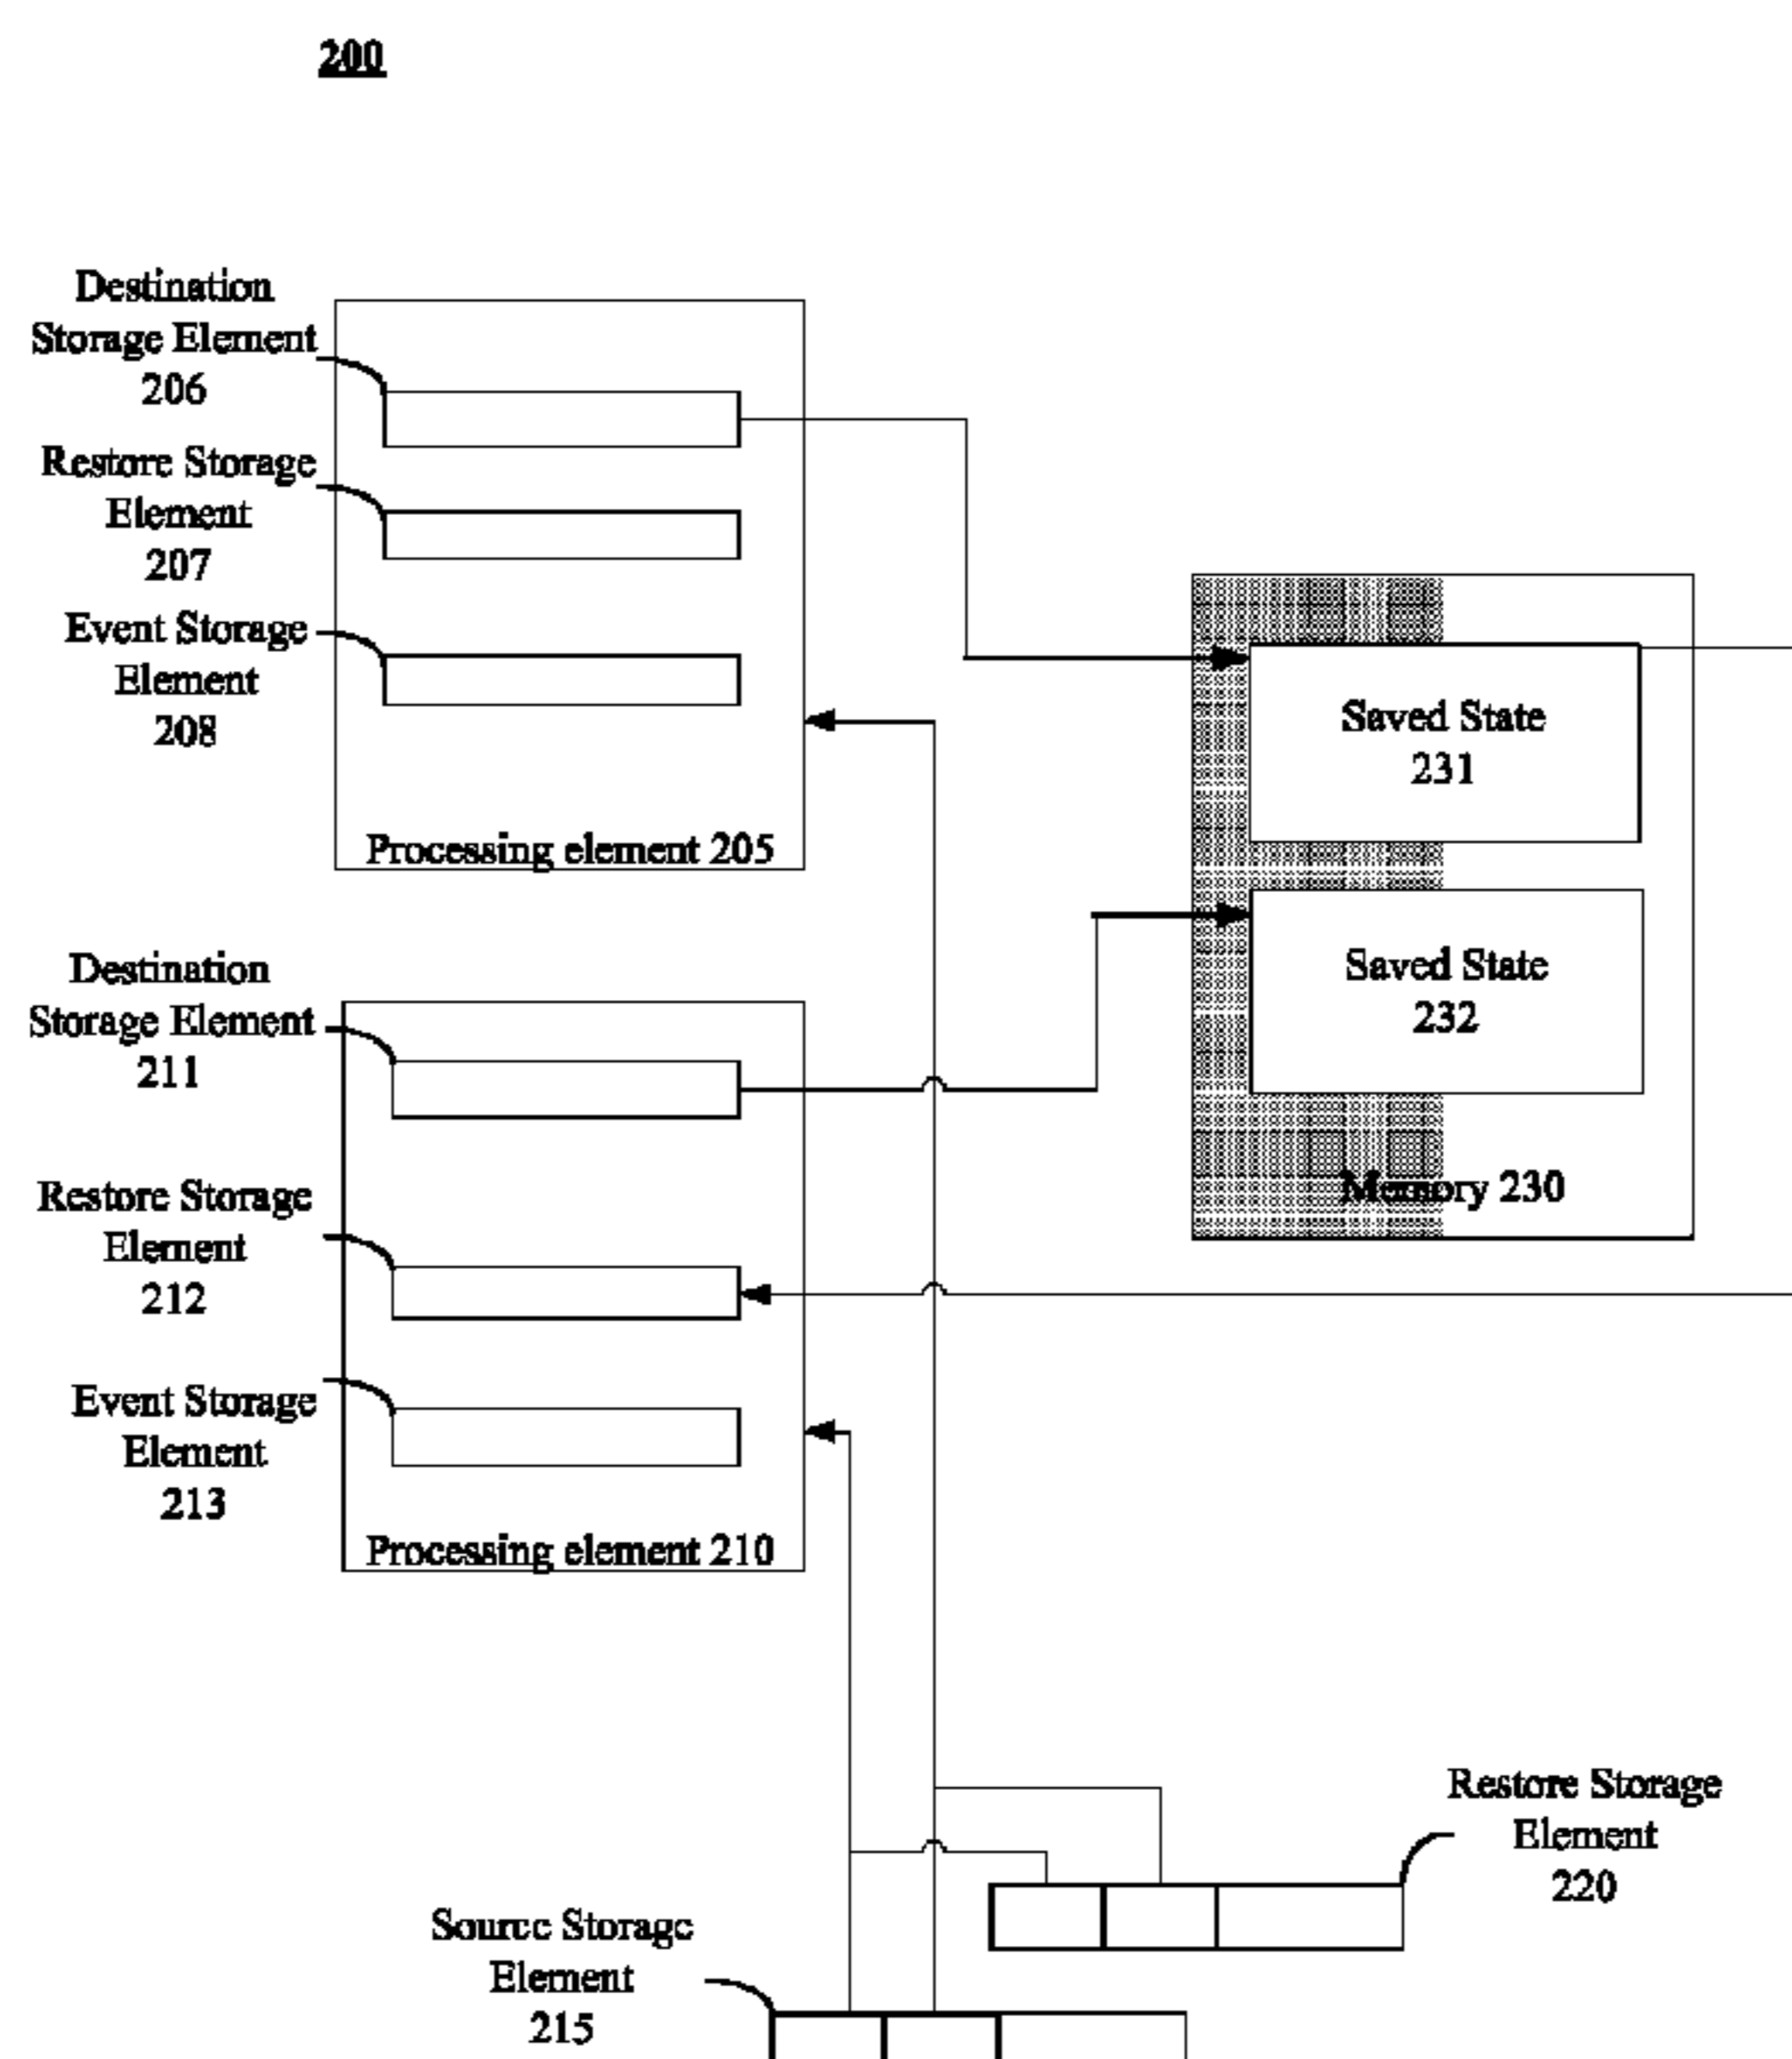 200
Destination
Storage Element
206
Restore Storage
Element
207
Event Storage
Element
208
Processing element 205
Saved State
231
Saved State
232
Memory 230
Destination
Storage Element
211
Restore Storage
Element
212
Event Storage
Element
213
Processing element 210
Restore Storage
Element
220
Source Storage
Element
215